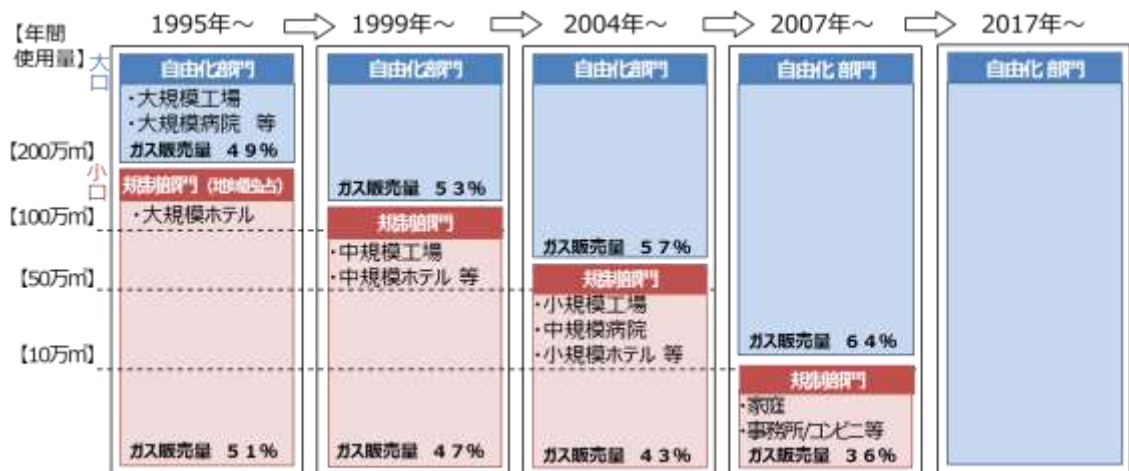 【年間
使用量】
大口
小口
【200万㎥】
【100万㎥】
【50万㎥】
【10万㎥】
1995年～
自由化部門
・大規模工場
・大規模病院 等
ガス販売量 49%
規制部門（地域独占）
・大規模ホテル
ガス販売量 51%
1999年～
自由化部門
ガス販売量 53%
規制部門
・中規模工場
・中規模ホテル 等
ガス販売量 47%
2004年～
自由化部門
ガス販売量 57%
規制部門
・小規模工場
・中規模病院
・小規模ホテル 等
ガス販売量 43%
2007年～
自由化部門
ガス販売量 64%
規制部門
・家庭
・事務所/コンビニ等
ガス販売量 36%
2017年～
自由化部門